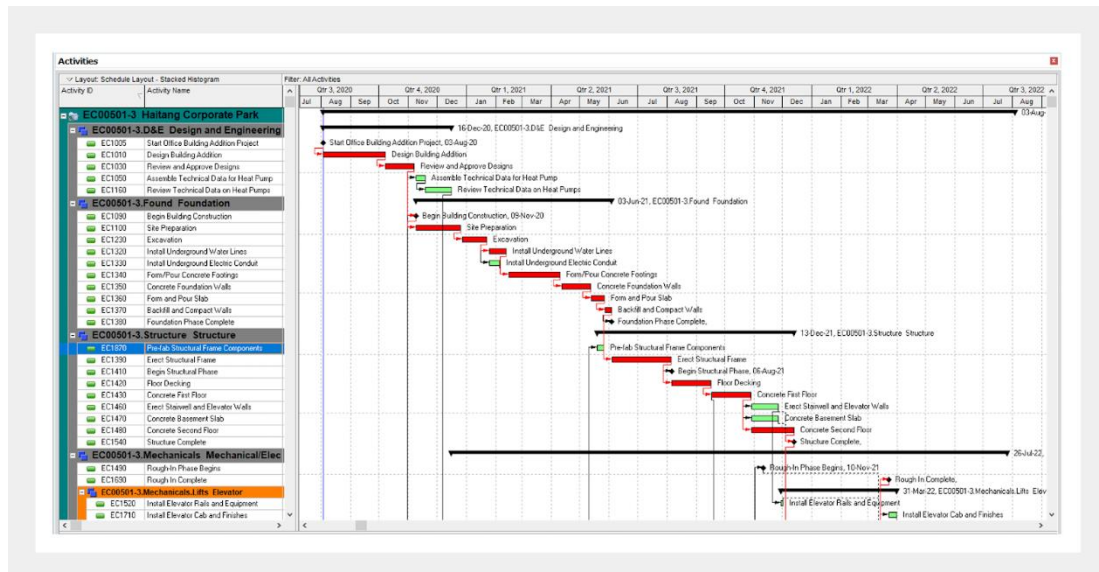 Activities
Layout: Schedule Layout - Stacked Histogram Filter: All Activities
Activity ID Activity Name Qtr 3, 2020 Qtr 4, 2020 Qtr 1, 2021 Qtr 2, 2021 Qtr 3, 2021 Qtr 4, 2021 Qtr 1, 2022 Qtr 2, 2022 Qtr 3, 2022
Jul Aug Sep Oct Nov Dec Jan Feb Mar Apr May Jun Jul Aug Sep Oct Nov Dec Jan Feb Mar Apr May Jun Jul Aug
EC00501-3 Haitang Corporate Park 03-Aug-
EC00501-3.D&E Design and Engineering 16-Dec-20, EC00501-3.D&E Design and Engineering
EC1005 Start Office Building Addition Project Start Office Building Addition Project, 03-Aug-20
EC1010 Design Building Addition Design Building Addition
EC1030 Review and Approve Designs Review and Approve Designs
EC1050 Assemble Technical Data for Heat Pump Assemble Technical Data for Heat Pump
EC1160 Review Technical Data on Heat Pumps Review Technical Data on Heat Pumps
EC00501-3.Found Foundation 03-Jun-21, EC00501-3.Found Foundation
EC1090 Begin Building Construction Begin Building Construction, 09-Nov-20
EC1100 Site Preparation Site Preparation
EC1230 Excavation Excavation
EC1320 Install Underground Water Lines Install Underground Water Lines
EC1330 Install Underground Electric Conduit Install Underground Electric Conduit
EC1340 Form/Pour Concrete Footings Form/Pour Concrete Footings
EC1350 Concrete Foundation Walls Concrete Foundation Walls
EC1360 Form and Pour Slab Form and Pour Slab
EC1370 Backfill and Compact Walls Backfill and Compact Walls
EC1380 Foundation Phase Complete Foundation Phase Complete,
EC00501-3.Structure Structure 13-Dec-21, EC00501-3.Structure Structure
EC1870 Pre-fab Structural Frame Components Pre-fab Structural Frame Components
EC1390 Erect Structural Frame Erect Structural Frame
EC1410 Begin Structural Phase Begin Structural Phase, 06-Aug-21
EC1420 Floor Decking Floor Decking
EC1430 Concrete First Floor Concrete First Floor
EC1460 Erect Stairwell and Elevator Walls Erect Stairwell and Elevator Walls
EC1470 Concrete Basement Slab Concrete Basement Slab
EC1480 Concrete Second Floor Concrete Second Floor
EC1540 Structure Complete Structure Complete,
EC00501-3.Mechanicals Mechanical/Elec 26-Jul-22,
EC1490 Rough-In Phase Begins Rough-In Phase Begins, 10-Nov-21
EC1690 Rough In Complete Rough In Complete,
EC00501-3.Mechanicals.Lifts Elevator 31-Mar-22, EC00501-3.Mechanicals.Lifts Elev
EC1520 Install Elevator Rails and Equipment Install Elevator Rails and Equipment
EC1710 Install Elevator Cab and Finishes Install Elevator Cab and Finishes